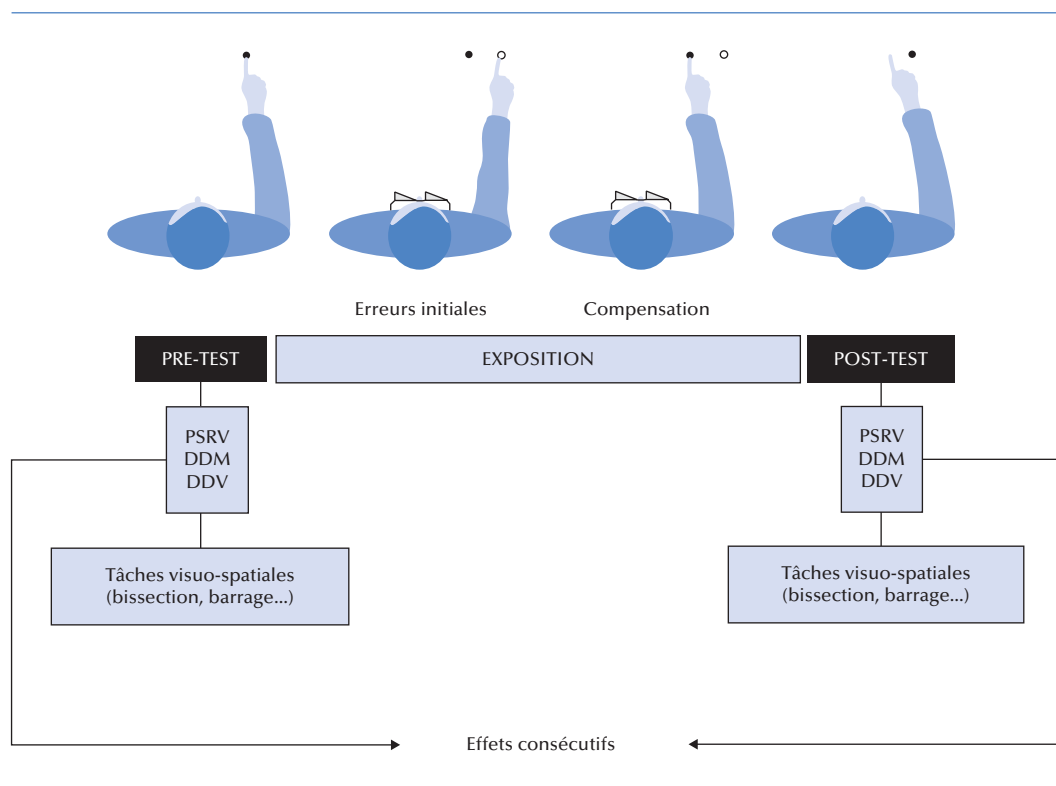 Erreurs initiales
Compensation
PRE-TEST
EXPOSITION
POST-TEST
PSRV
DDM
DDV
PSRV
DDM
DDV
Tâches visuo-spatiales
(bissection, barrage...)
Tâches visuo-spatiales
(bissection, barrage...)
Effets consécutifs